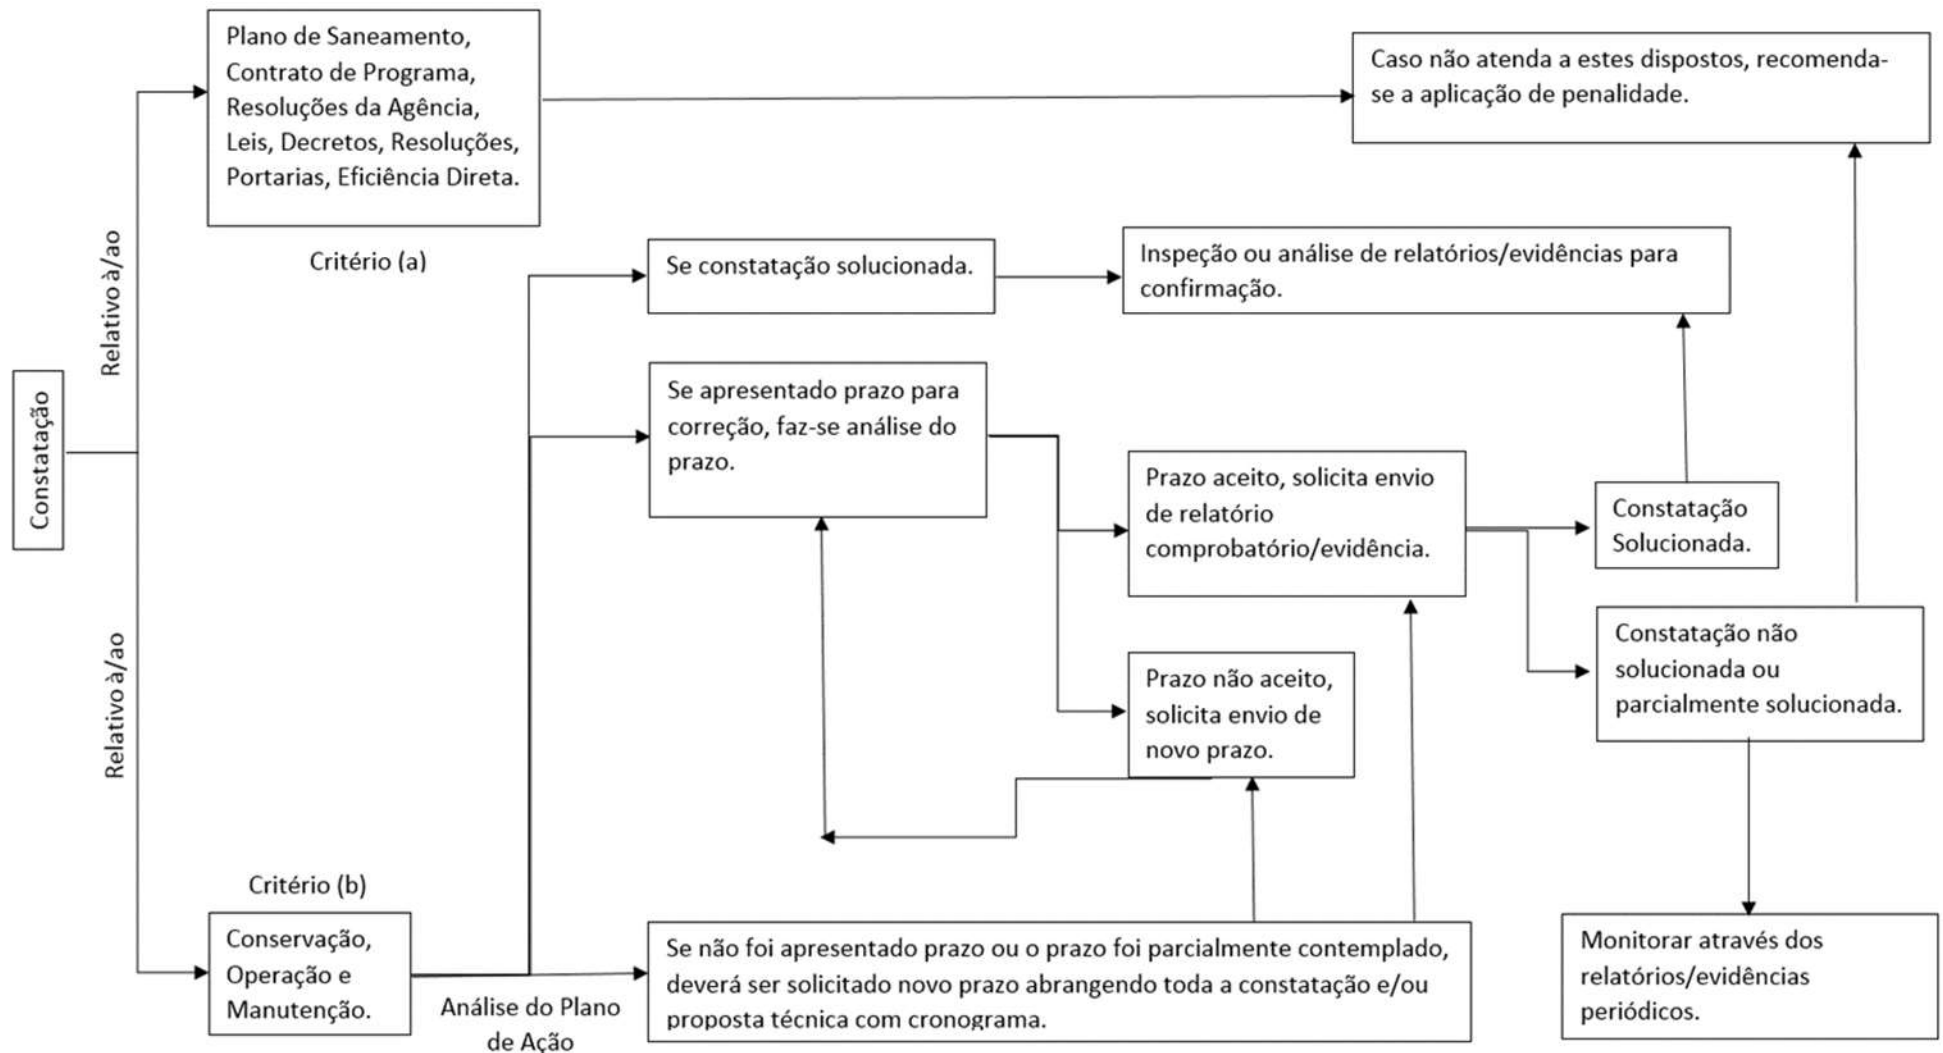 Plano de Saneamento,
Contrato de Programa,
Resoluções da Agência,
Leis, Decretos, Resoluções,
Portarias, Eficiência Direta.
Caso não atenda a estes dispostos, recomenda-
se a aplicação de penalidade.
Relativo à/ao
Critério (a)
Se constatação solucionada.
Inspeção ou análise de relatórios/evidências para
confirmação.
Constatação
Se apresentado prazo para
correção, faz-se análise do
prazo.
Prazo aceito, solicita envio
de relatório
comprobatório/evidência.
Constatação
Solucionada.
Constatação não
solucionada ou
parcialmente solucionada.
Relativo à/ao
Prazo não aceito,
solicita envio de
novo prazo.
Critério (b)
Conservação,
Operação e
Manutenção.
Análise do Plano
de Ação
Se não foi apresentado prazo ou o prazo foi parcialmente contemplado,
deverá ser solicitado novo prazo abrangendo toda a constatação e/ou
proposta técnica com cronograma.
Monitorar através dos
relatórios/evidências
periódicos.